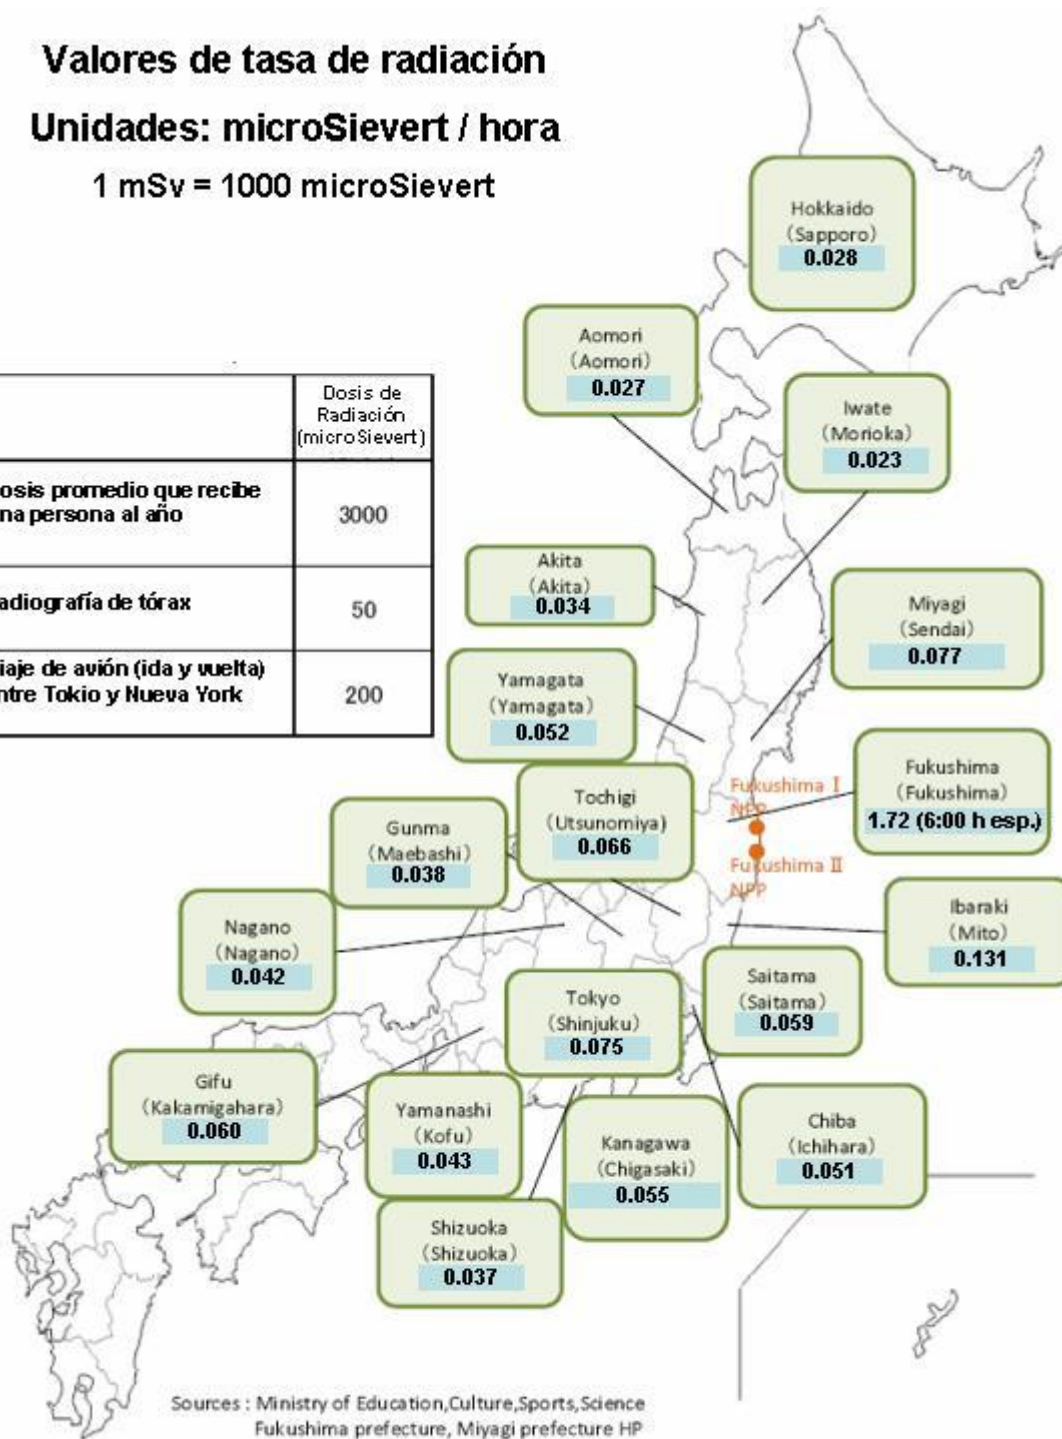 Valores de tasa de radiación
Unidades: microSievert / hora
1 mSv = 1000 microSievert
Dosis de
Radiación
(microSievert)
osis promedio que recibe
na persona al año
3000
adiografía de tórax
50
iaje de avión (ida y vuelta)
ntre Tokio y Nueva York
200
Hokkaido
(Sapporo)
0.028
Aomori
(Aomori)
0.027
Iwate
(Morioka)
0.023
Akita
(Akita)
0.034
Miyagi
(Sendai)
0.077
Yamagata
(Yamagata)
0.052
Fukushima
(Fukushima)
1.72 (6:00 h esp.)
Fukushima Ⅰ
NPP
Fukushima Ⅱ
NPP
Tochigi
(Utsunomiya)
0.066
Gunma
(Maebashi)
0.038
Ibaraki
(Mito)
0.131
Nagano
(Nagano)
0.042
Saitama
(Saitama)
0.059
Tokyo
(Shinjuku)
0.075
Gifu
(Kakamigahara)
0.060
Yamanashi
(Kofu)
0.043
Kanagawa
(Chigasaki)
0.055
Chiba
(Ichihara)
0.051
Shizuoka
(Shizuoka)
0.037
Sources : Ministry of Education,Culture,Sports,Science
Fukushima prefecture, Miyagi prefecture HP